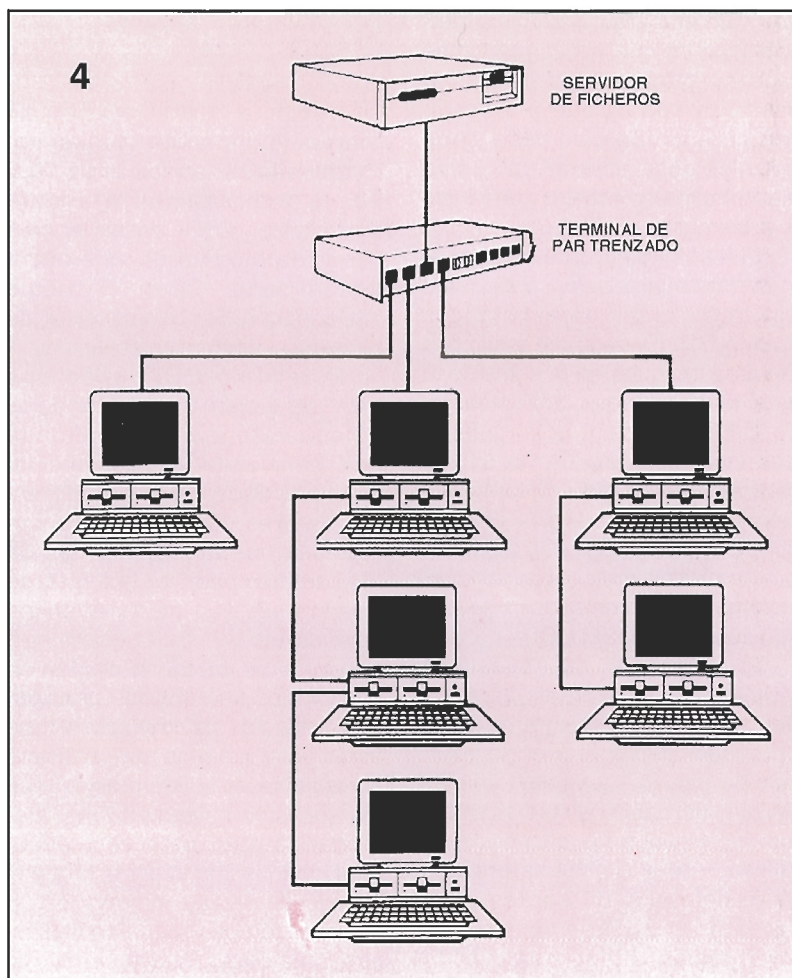 4
SERVIDOR
DE FICHEROS
TERMINAL DE
PAR TRENZADO